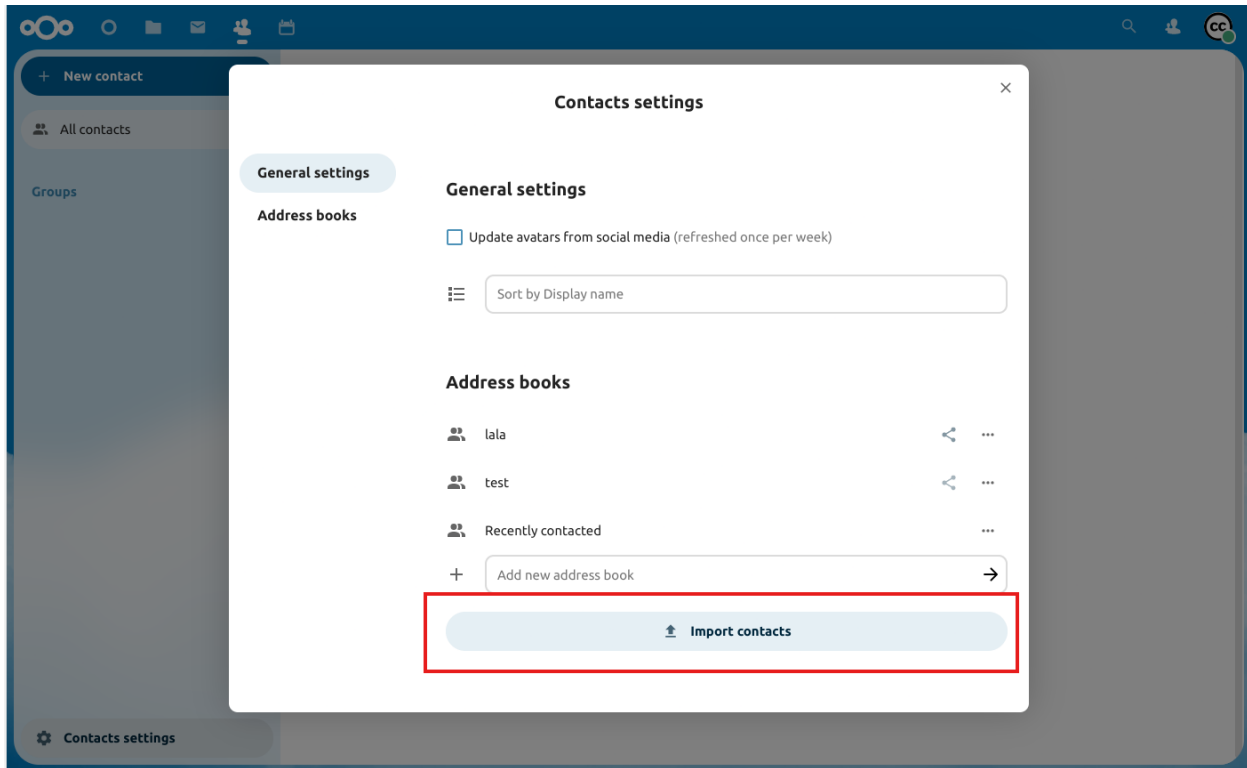 CC
+ New contact
All contacts
Groups
Contacts settings
Contacts settings
General settings
Address books
General settings
Update avatars from social media (refreshed once per week)
Sort by Display name
Address books
lala
test
Recently contacted
Add new address book
Import contacts